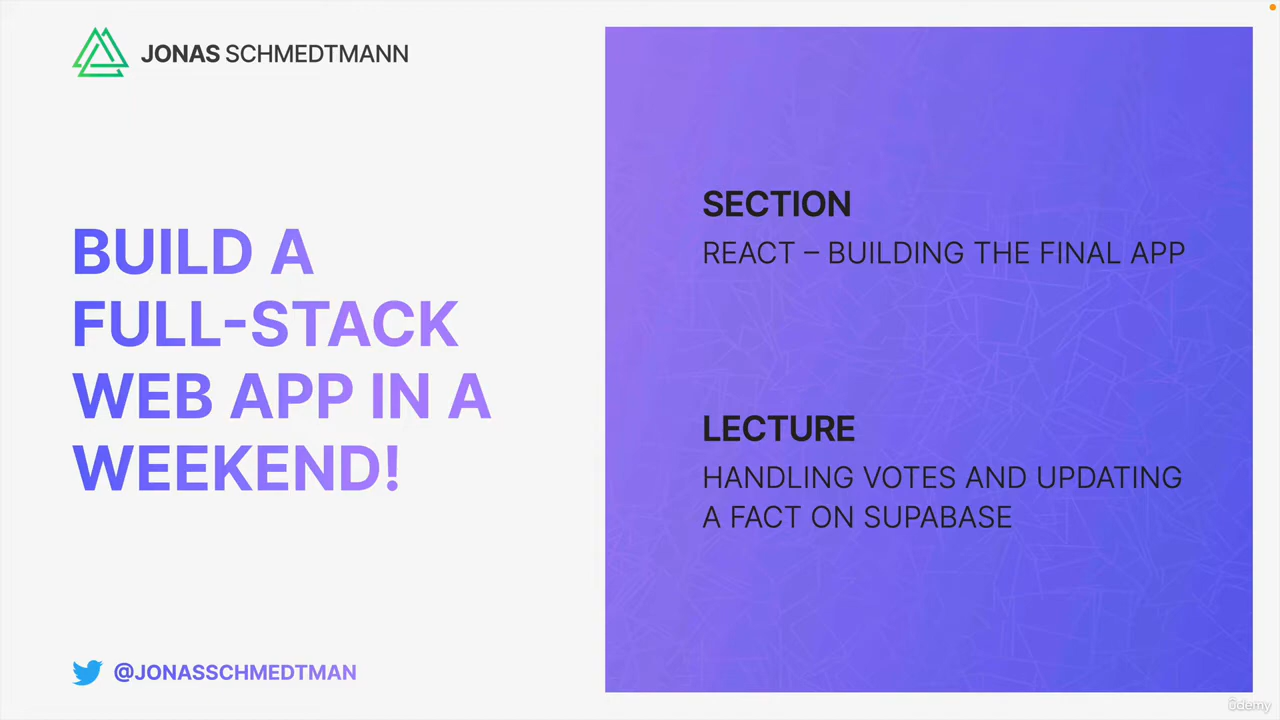 JONAS SCHMEDTMANN
BUILD A
FULL-STACK
WEB APP IN A
WEEKEND!
@JONASSCHMEDTMAN
SECTION
REACT – BUILDING THE FINAL APP
LECTURE
HANDLING VOTES AND UPDATING
A FACT ON SUPABASE
ûdemy